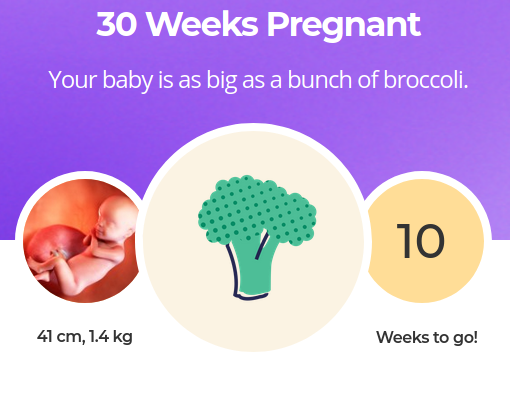 30 Weeks Pregnant
Your baby is as big as a bunch of broccoli.
10
41 cm, 1.4 kg
Weeks to go!